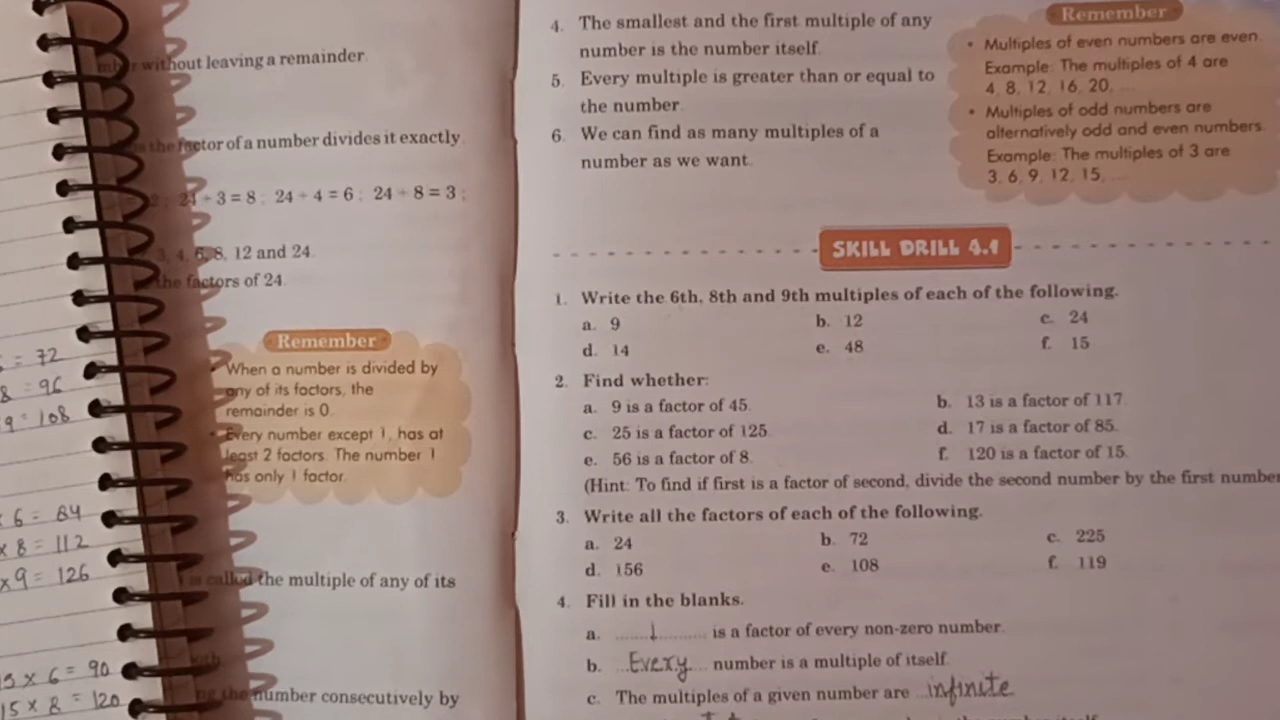 without leaving a remainder.
the factor of a number divides it exactly.
24 ÷ 3 = 8 ; 24 ÷ 4 = 6 ; 24 ÷ 8 = 3 ;
3, 4, 6, 8, 12 and 24.
the factors of 24.
Remember
• When a number is divided by
any of its factors, the
remainder is 0.
• Every number except 1, has at
least 2 factors. The number 1
has only 1 factor.
is called the multiple of any of its
the number consecutively by
= 72
8 = 96
9 = 108
x 6 = 84
x 8 = 112
x 9 = 126
15 x 6 = 90
15 x 8 = 120
4. The smallest and the first multiple of any
number is the number itself.
5. Every multiple is greater than or equal to
the number.
6. We can find as many multiples of a
number as we want.
Remember
• Multiples of even numbers are even.
Example: The multiples of 4 are
4, 8, 12, 16, 20, ...
• Multiples of odd numbers are
alternatively odd and even numbers.
Example: The multiples of 3 are
3, 6, 9, 12, 15, ...
SKILL DRILL 4.1
1. Write the 6th, 8th and 9th multiples of each of the following.
a. 9 b. 12 c. 24
d. 14 e. 48 f. 15
2. Find whether:
a. 9 is a factor of 45. b. 13 is a factor of 117.
c. 25 is a factor of 125. d. 17 is a factor of 85.
e. 56 is a factor of 8. f. 120 is a factor of 15.
(Hint: To find if first is a factor of second, divide the second number by the first number
3. Write all the factors of each of the following.
a. 24 b. 72 c. 225
d. 156 e. 108 f. 119
4. Fill in the blanks.
a. ......1.......... is a factor of every non-zero number.
b. ...Every.... number is a multiple of itself.
c. The multiples of a given number are infinite